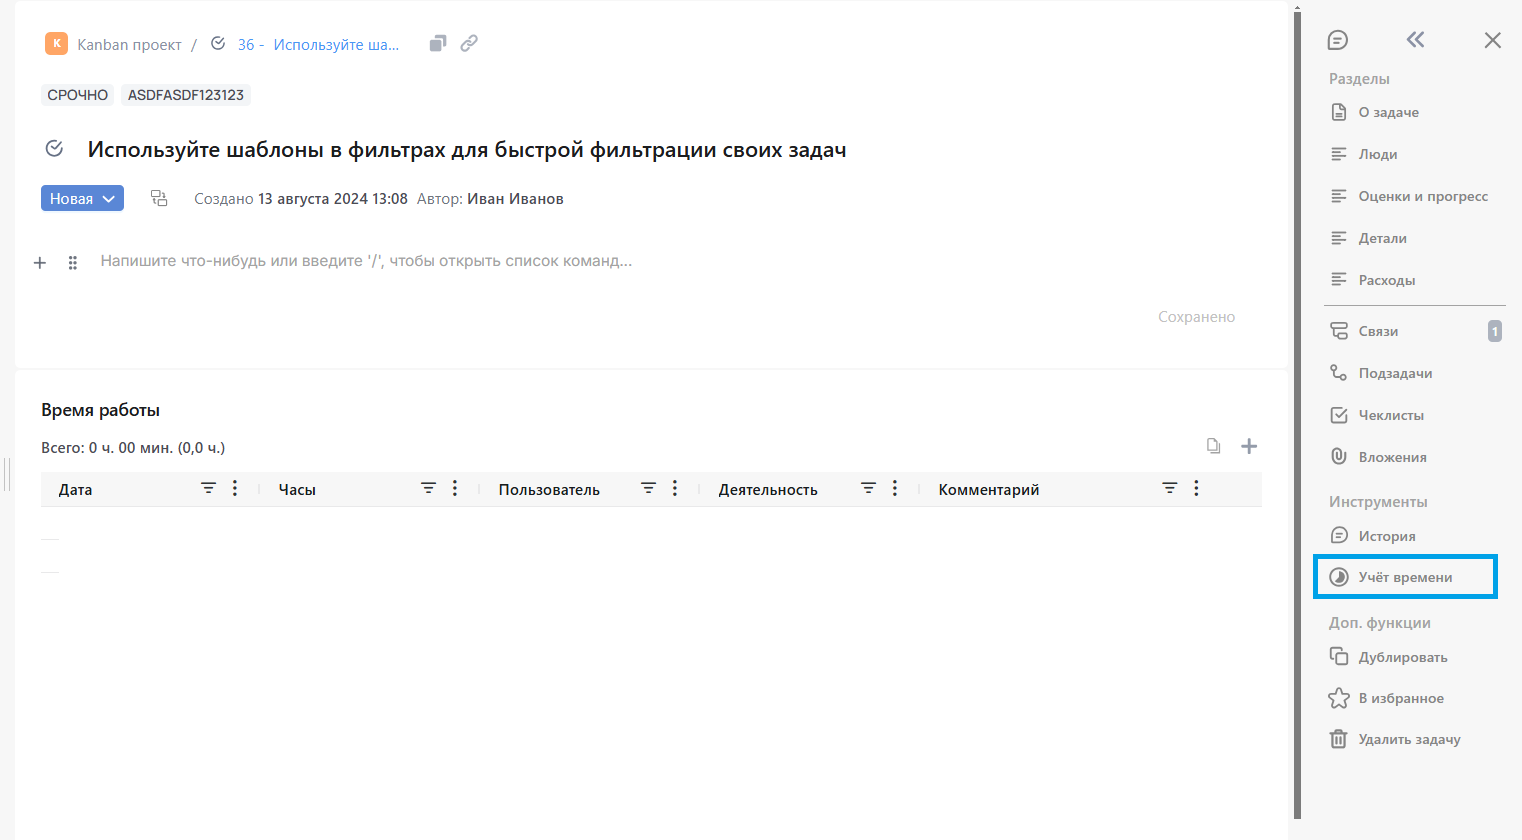 К Kanban проект / 36 - Используйте ша...
СРОЧНО ASDFASDF123123
Используйте шаблоны в фильтрах для быстрой фильтрации своих задач
Новая Создано 13 августа 2024 13:08 Автор: Иван Иванов
Напишите что-нибудь или введите '/', чтобы открыть список команд...
Сохранено
Время работы
Всего: 0 ч. 00 мин. (0,0 ч.)
Дата Часы Пользователь Деятельность Комментарий
Разделы
О задаче
Люди
Оценки и прогресс
Детали
Расходы
Связи 1
Подзадачи
Чеклисты
Вложения
Инструменты
История
Учёт времени
Доп. функции
Дублировать
В избранное
Удалить задачу